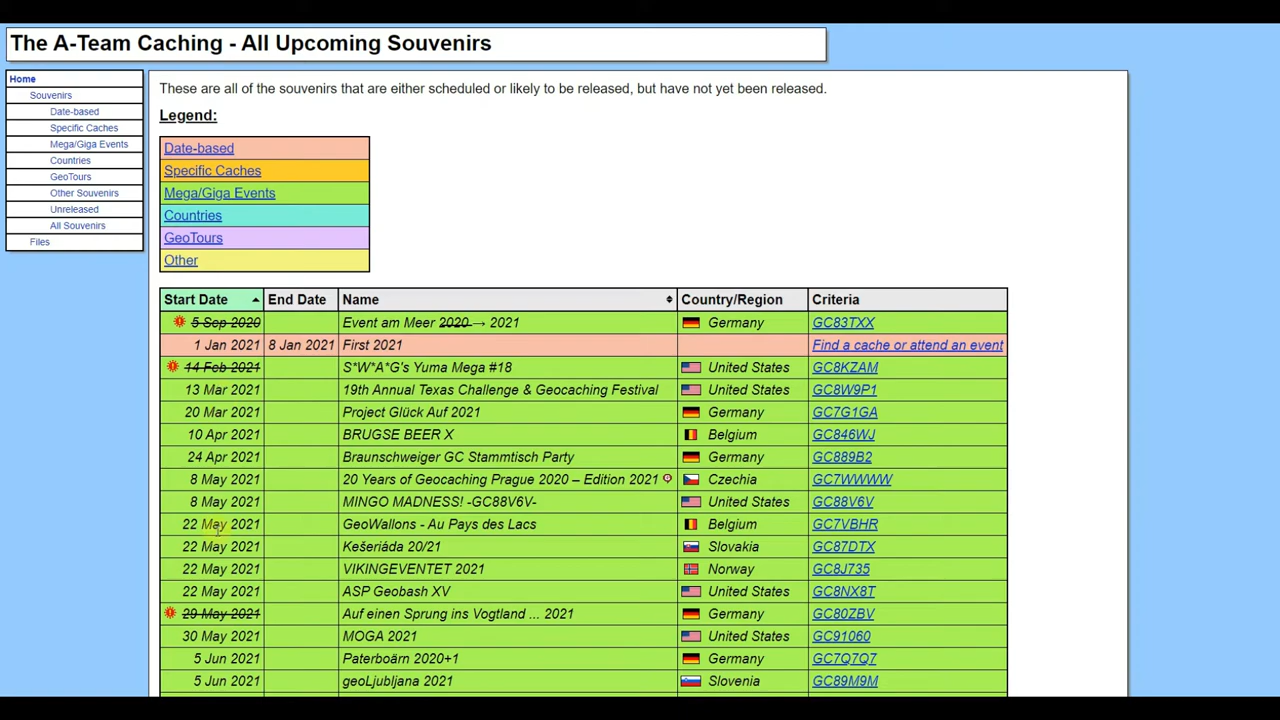 The A-Team Caching - All Upcoming Souvenirs
Home
Souvenirs
Date-based
Specific Caches
Mega/Giga Events
Countries
GeoTours
Other Souvenirs
Unreleased
All Souvenirs
Files
These are all of the souvenirs that are either scheduled or likely to be released, but have not yet been released.
Legend:
Date-based
Specific Caches
Mega/Giga Events
Countries
GeoTours
Other
Start Date End Date Name Country/Region Criteria
5 Sep 2020 Event am Meer 2020 → 2021 Germany GC83TXX
1 Jan 2021 8 Jan 2021 First 2021 Find a cache or attend an event
14 Feb 2021 S*W*A*G's Yuma Mega #18 United States GC8KZAM
13 Mar 2021 19th Annual Texas Challenge & Geocaching Festival United States GC8W9P1
20 Mar 2021 Project Glück Auf 2021 Germany GC7G1GA
10 Apr 2021 BRUGSE BEER X Belgium GC846WJ
24 Apr 2021 Braunschweiger GC Stammtisch Party Germany GC889B2
8 May 2021 20 Years of Geocaching Prague 2020 – Edition 2021 Czechia GC7WWWW
8 May 2021 MINGO MADNESS! -GC88V6V- United States GC88V6V
22 May 2021 GeoWallons - Au Pays des Lacs Belgium GC7VBHR
22 May 2021 Kešeriáda 20/21 Slovakia GC87DTX
22 May 2021 VIKINGEVENTET 2021 Norway GC8J735
22 May 2021 ASP Geobash XV United States GC8NX8T
29 May 2021 Auf einen Sprung ins Vogtland ... 2021 Germany GC80ZBV
30 May 2021 MOGA 2021 United States GC91060
5 Jun 2021 Paterboärn 2020+1 Germany GC7Q7Q7
5 Jun 2021 geoLjubljana 2021 Slovenia GC89M9M